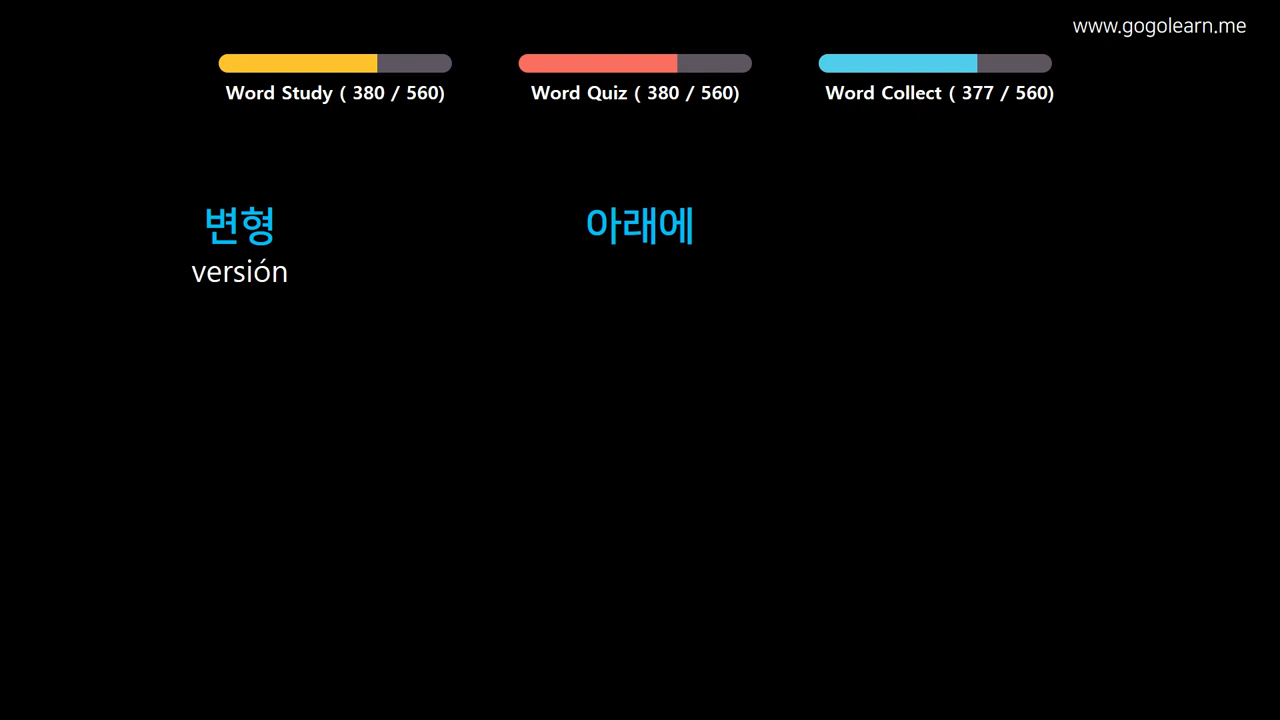 www.gogolearn.me
Word Study ( 380 / 560)
Word Quiz ( 380 / 560)
Word Collect ( 377 / 560)
변형
versión
아래에